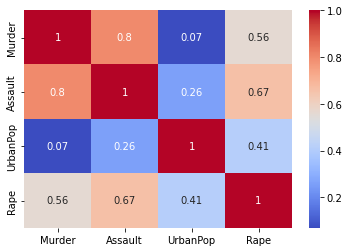 Murder 1 0.8 0.07 0.56
Assault 0.8 1 0.26 0.67
UrbanPop 0.07 0.26 1 0.41
Rape 0.56 0.67 0.41 1
Murder Assault UrbanPop Rape
1.0
0.8
0.6
0.4
0.2